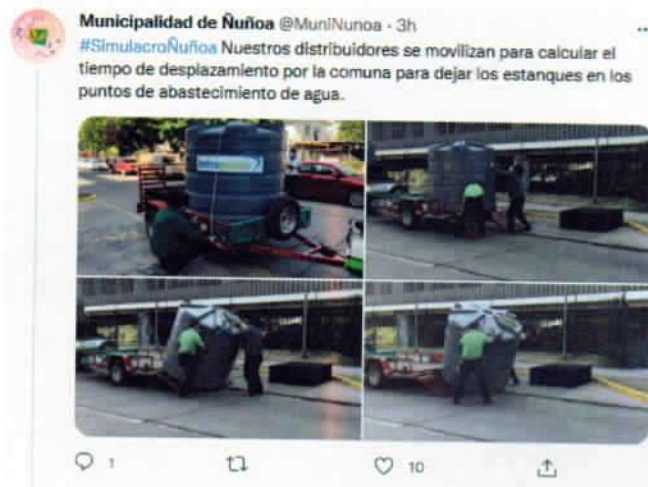 Municipalidad de Ñuñoa @MuniNunoa · 3h
#SimulacroÑuñoa Nuestros distribuidores se movilizan para calcular el
tiempo de desplazamiento por la comuna para dejar los estanques en los
puntos de abastecimiento de agua.
1
10